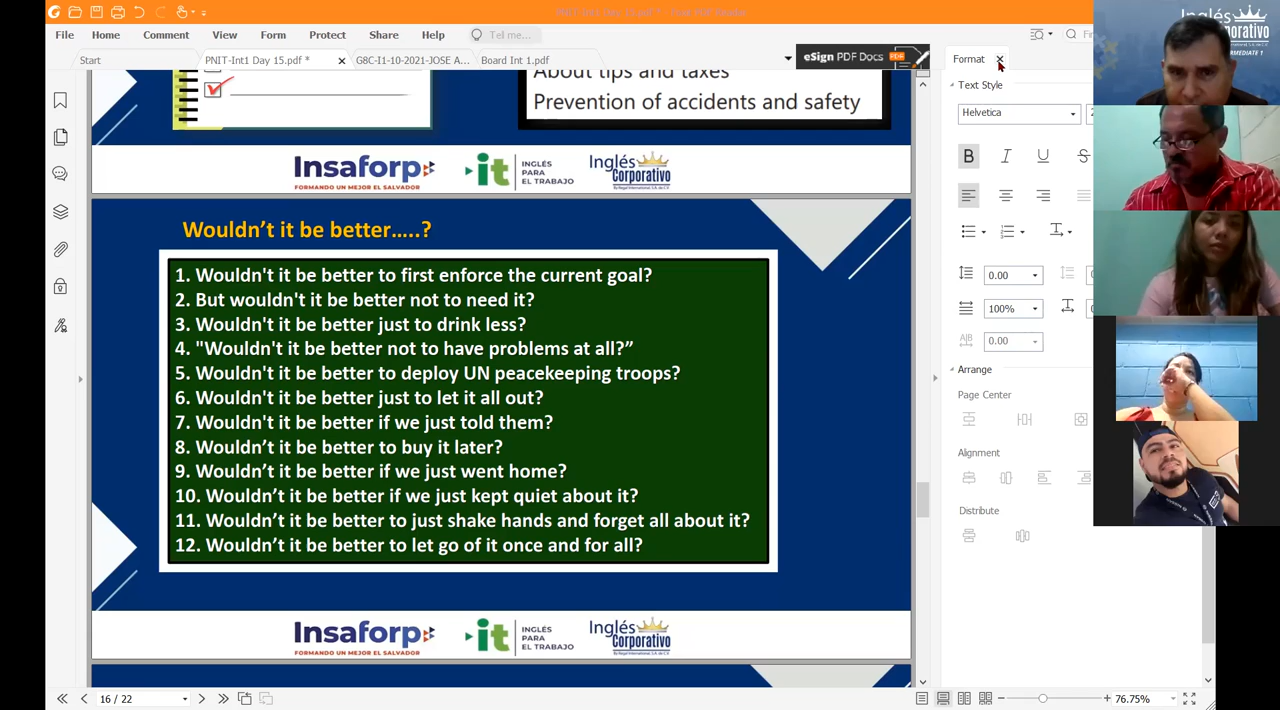 File Home Comment View Form Protect Share Help Tell me...
Start PNIT-Int1 Day 15.pdf * G8C-I1-10-2021-JOSE A... Board Int 1.pdf
eSign PDF Docs
About tips and taxes
Prevention of accidents and safety
Insaforp
FORMANDO UN MEJOR EL SALVADOR
it
INGLÉS
PARA
EL TRABAJO
Inglés
Corporativo
Wouldn’t it be better…..?
1. Wouldn't it be better to first enforce the current goal?
2. But wouldn't it be better not to need it?
3. Wouldn't it be better just to drink less?
4. "Wouldn't it be better not to have problems at all?”
5. Wouldn't it be better to deploy UN peacekeeping troops?
6. Wouldn't it be better just to let it all out?
7. Wouldn’t it be better if we just told them?
8. Wouldn’t it be better to buy it later?
9. Wouldn’t it be better if we just went home?
10. Wouldn’t it be better if we just kept quiet about it?
11. Wouldn’t it be better to just shake hands and forget all about it?
12. Wouldn’t it be better to let go of it once and for all?
Insaforp
FORMANDO UN MEJOR EL SALVADOR
it
INGLÉS
PARA
EL TRABAJO
Inglés
Corporativo
16 / 22
76.75%
Format
Text Style
Helvetica
B I U S
0.00
100%
0.00
Arrange
Page Center
Alignment
Distribute
Inglés